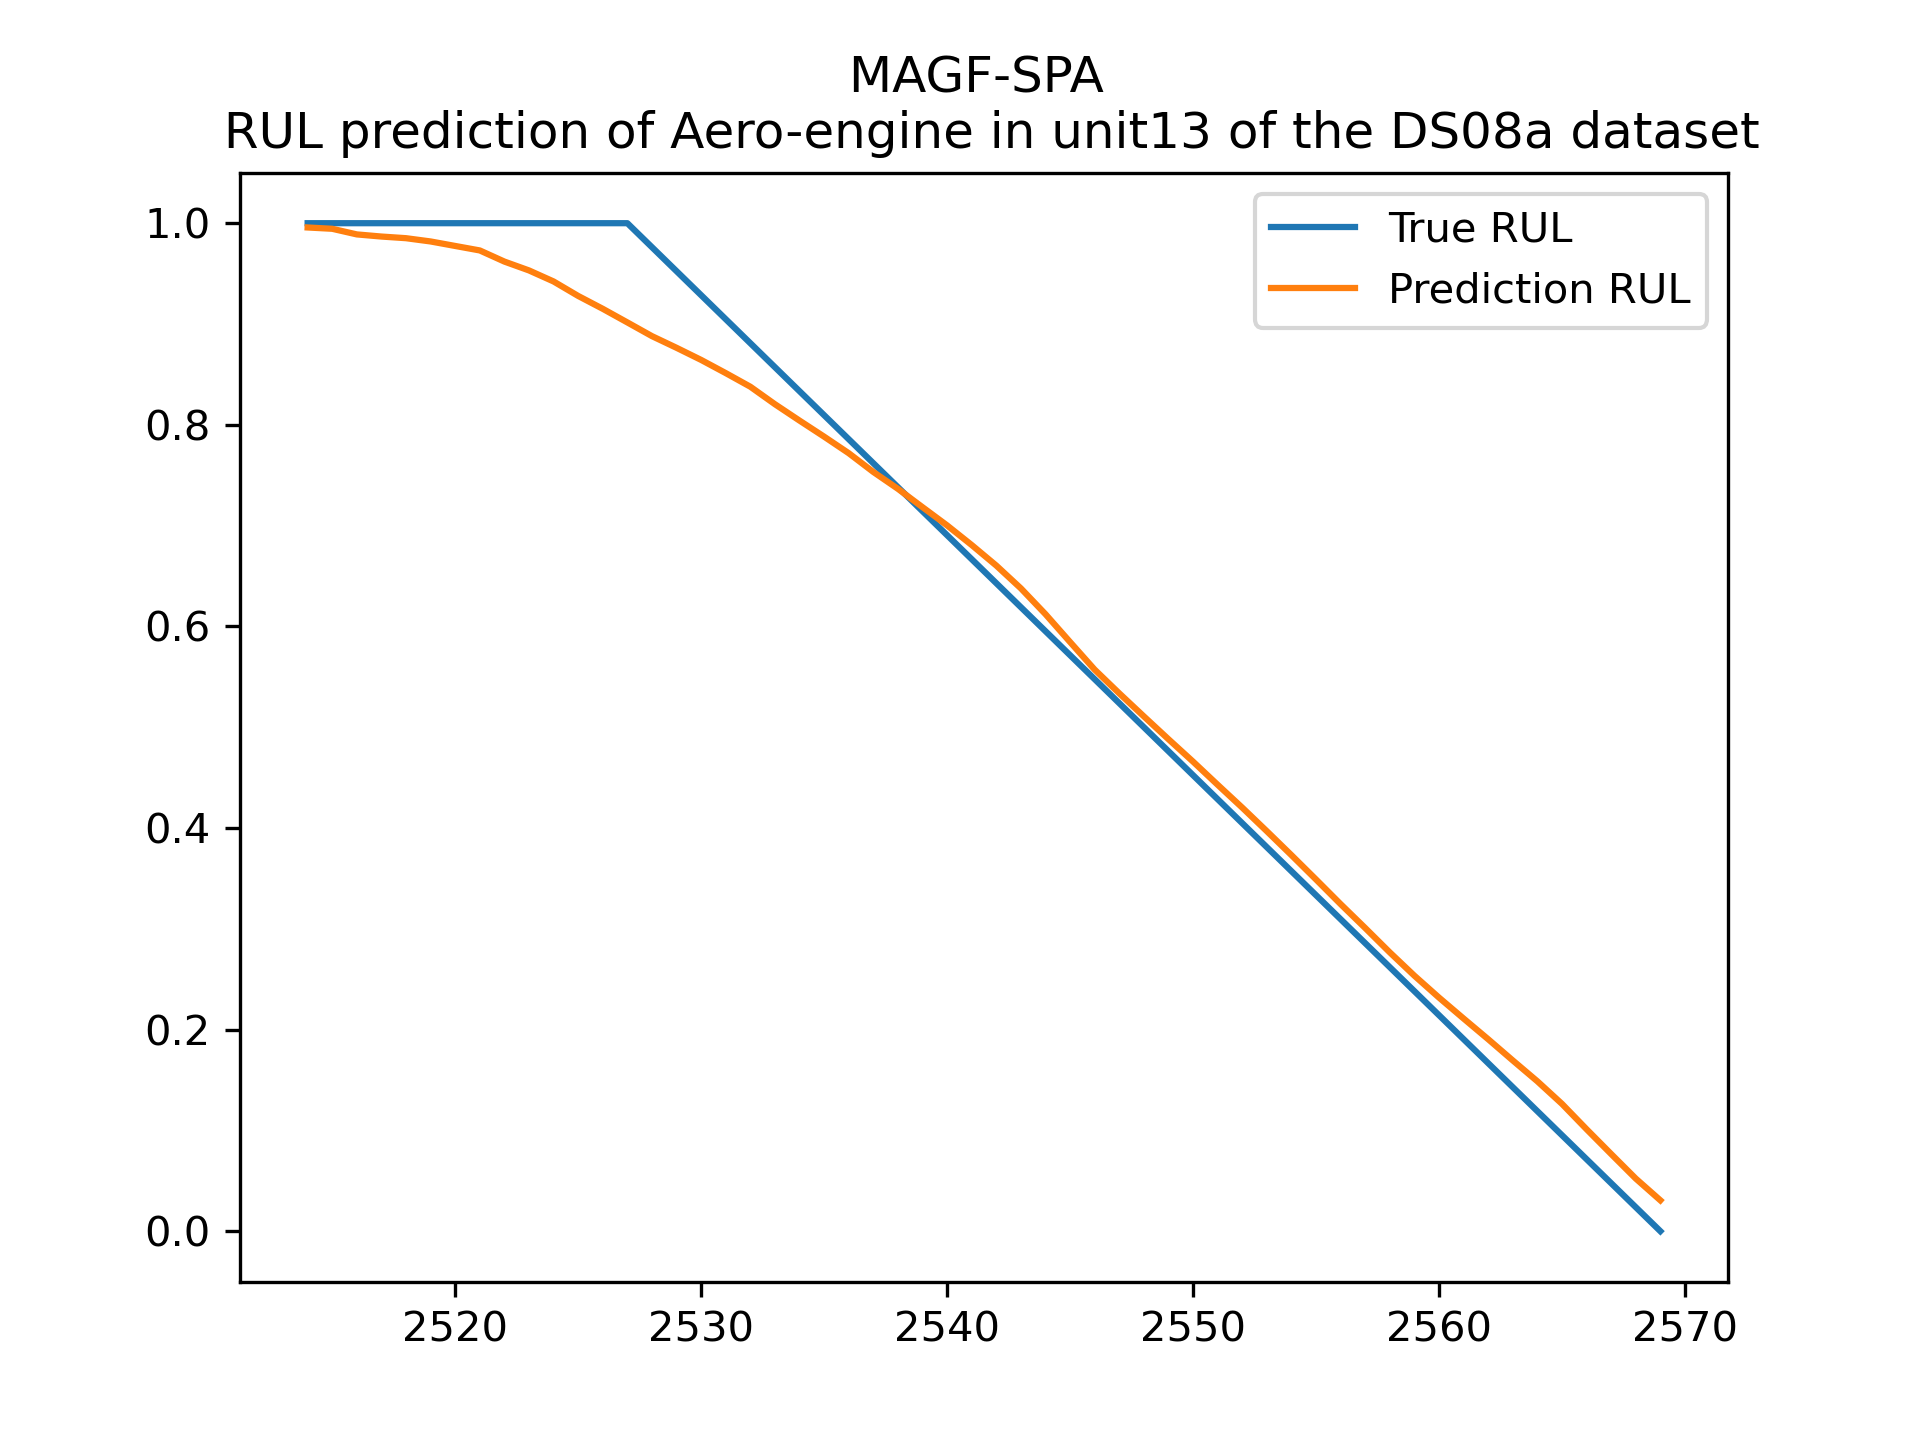 MAGF-SPA
RUL prediction of Aero-engine in unit13 of the DS08a dataset
True RUL
Prediction RUL
1.0
0.8
0.6
0.4
0.2
0.0
2520 2530 2540 2550 2560 2570